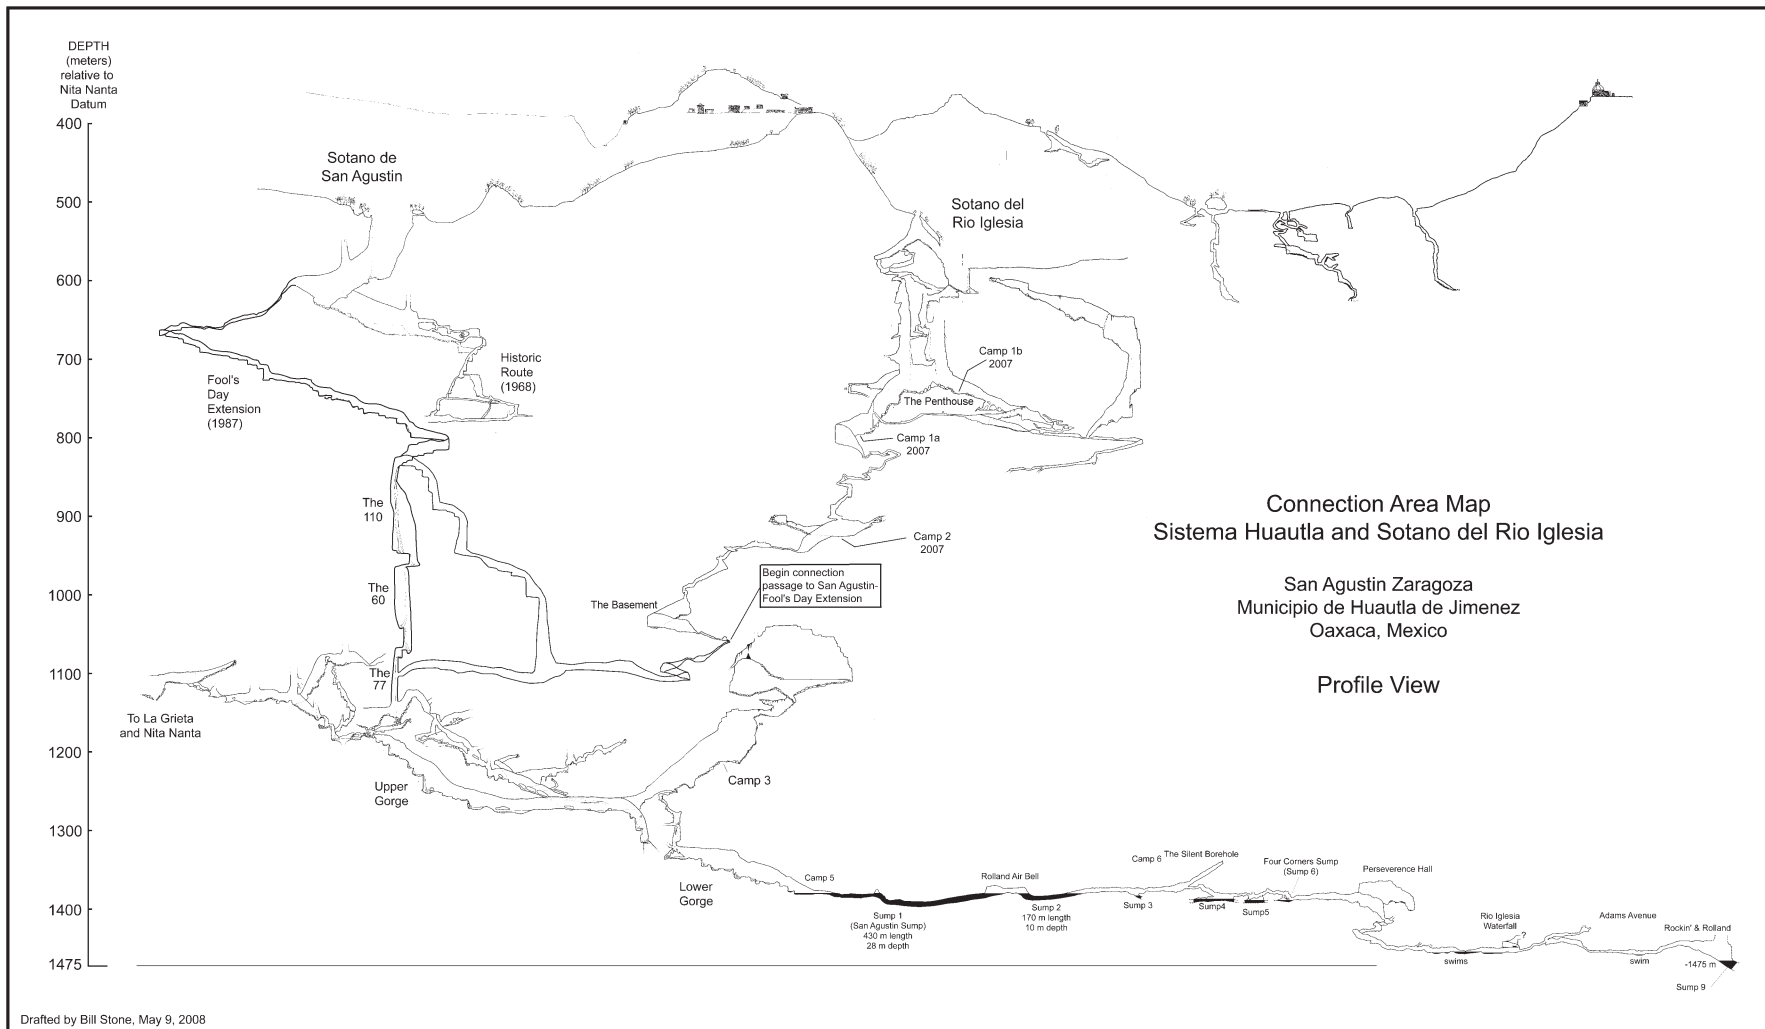 DEPTH
(meters)
relative to
Nita Nanta
Datum
400
500
600
700
800
900
1000
1100
1200
1300
1400
1475
Sotano de
San Agustin
Sotano del
Rio Iglesia
Historic
Route
(1968)
Fool's
Day
Extension
(1987)
Camp 1b
2007
The Penthouse
Camp 1a
2007
The
110
Camp 2
2007
Begin connection
passage to San Agustin-
Fool's Day Extension
The
60
The Basement
The
77
To La Grieta
and Nita Nanta
Upper
Gorge
Camp 3
Lower
Gorge
Camp 5
Sump 1
(San Agustin Sump)
430 m length
28 m depth
Rolland Air Bell
Sump 2
170 m length
10 m depth
Camp 6
The Silent Borehole
Sump 3
Sump4
Sump5
Four Corners Sump
(Sump 6)
Perseverence Hall
Rio Iglesia
Waterfall
?
swims
Adams Avenue
Rockin' & Rolland
swim
-1475 m
Sump 9
Connection Area Map
Sistema Huautla and Sotano del Rio Iglesia
San Agustin Zaragoza
Municipio de Huautla de Jimenez
Oaxaca, Mexico
Profile View
Drafted by Bill Stone, May 9, 2008